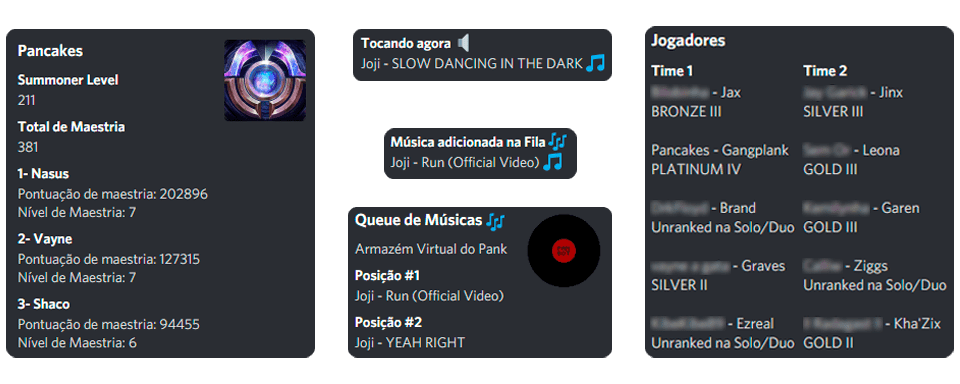 Pancakes
Summoner Level
211
Total de Maestria
381
1- Nasus
Pontuação de maestria: 202896
Nível de Maestria: 7
2- Vayne
Pontuação de maestria: 127315
Nível de Maestria: 7
3- Shaco
Pontuação de maestria: 94455
Nível de Maestria: 6
Tocando agora
Joji - SLOW DANCING IN THE DARK
Música adicionada na Fila
Joji - Run (Official Video)
Queue de Músicas
Armazém Virtual do Pank
Posição #1
Joji - Run (Official Video)
Posição #2
Joji - YEAH RIGHT
Jogadores
Time 1
- Jax
BRONZE III
Pancakes - Gangplank
PLATINUM IV
- Brand
Unranked na Solo/Duo
- Graves
SILVER II
- Ezreal
Unranked na Solo/Duo
Time 2
- Jinx
SILVER III
- Leona
GOLD III
- Garen
GOLD III
- Ziggs
Unranked na Solo/Duo
- Kha'Zix
GOLD II